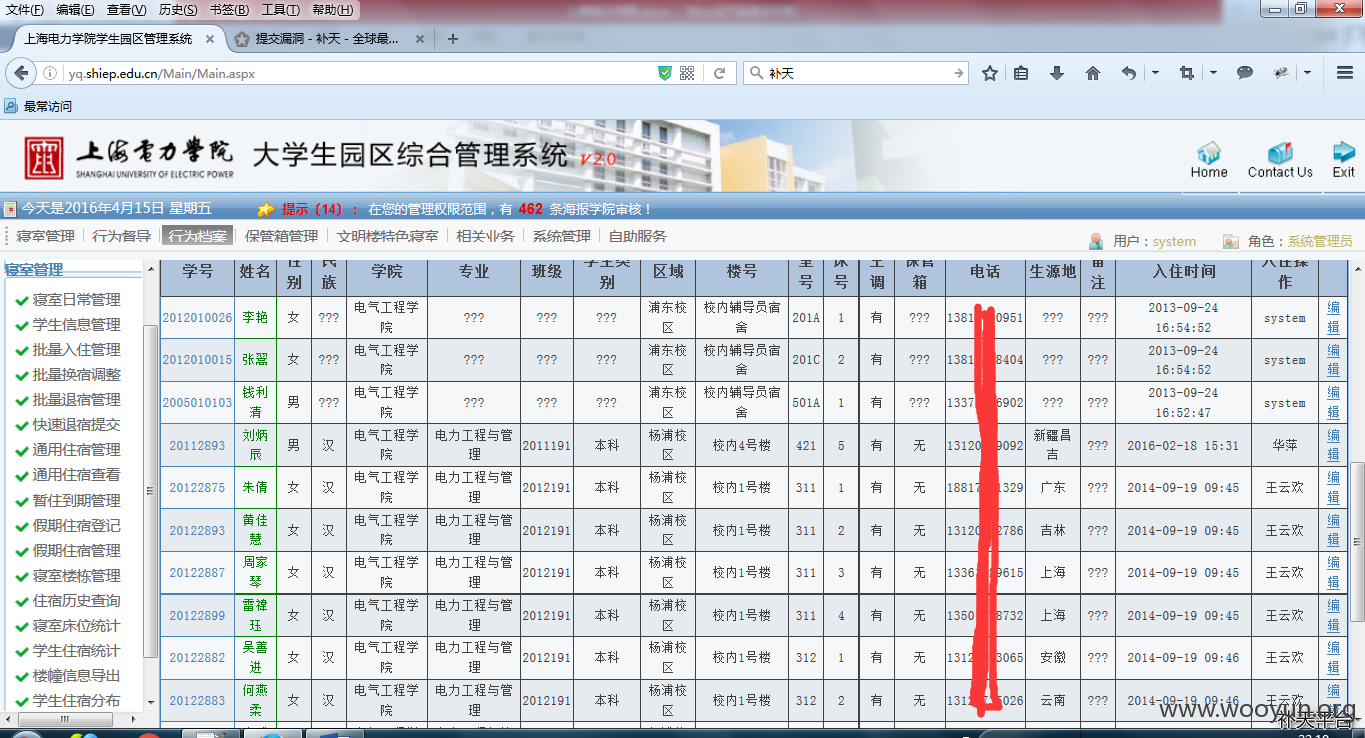 文件(F) 编辑(E) 查看(V) 历史(S) 书签(B) 工具(T) 帮助(H)
上海电力学院学生园区管理系统 × 提交漏洞 - 补天 - 全球最... × +
yq.shiep.edu.cn/Main/Main.aspx 补天
最常访问
上海電力學院 大学生园区综合管理系统 V2.0
SHANGHAI UNIVERSITY OF ELECTRIC POWER
Home Contact Us Exit
今天是2016年4月15日 星期五 提示〔14〕： 在您的管理权限范围，有 462 条海报学院审核！
寝室管理 行为督导 行为档案 保管箱管理 文明楼特色寝室 相关业务 系统管理 自助服务 用户：system 角色：系统管理员
寝室管理
寝室日常管理
学生信息管理
批量入住管理
批量换宿调整
批量退宿管理
快速退宿提交
通用住宿管理
通用住宿查看
暂住到期管理
假期住宿登记
假期住宿管理
寝室楼栋管理
住宿历史查询
寝室床位统计
学生住宿统计
楼幢信息导出
学生住宿分布
学号 姓名 性别 民族 学院 专业 班级 学生类别 区域 楼号 室号 床号 空调 保管箱 电话 生源地 备注 入住时间 入住操作
2012010026 李艳 女 ??? 电气工程学院 ??? ??? ??? 浦东校区 校内辅导员宿舍 201A 1 有 ??? 1381 0951 ??? ??? 2013-09-24 16:54:52 system 编辑
2012010015 张翯 女 ??? 电气工程学院 ??? ??? ??? 浦东校区 校内辅导员宿舍 201C 2 有 ??? 1381 8404 ??? ??? 2013-09-24 16:54:52 system 编辑
2005010103 钱利清 男 ??? 电气工程学院 ??? ??? ??? 浦东校区 校内辅导员宿舍 501A 1 有 ??? 1337 6902 ??? ??? 2013-09-24 16:52:47 system 编辑
20112893 刘炳辰 男 汉 电气工程学院 电力工程与管理 2011191 本科 杨浦校区 校内4号楼 421 5 有 无 13120 9092 新疆昌吉 ??? 2016-02-18 15:31 华萍 编辑
20122875 朱倩 女 汉 电气工程学院 电力工程与管理 2012191 本科 杨浦校区 校内1号楼 311 1 有 无 18817 1329 广东 ??? 2014-09-19 09:45 王云欢 编辑
20122893 黄佳慧 女 汉 电气工程学院 电力工程与管理 2012191 本科 杨浦校区 校内1号楼 311 2 有 无 13120 2786 吉林 ??? 2014-09-19 09:45 王云欢 编辑
20122887 周家琴 女 汉 电气工程学院 电力工程与管理 2012191 本科 杨浦校区 校内1号楼 311 3 有 无 1336 9615 上海 ??? 2014-09-19 09:45 王云欢 编辑
20122899 雷禕珏 女 汉 电气工程学院 电力工程与管理 2012191 本科 杨浦校区 校内1号楼 311 4 有 无 1350 8732 上海 ??? 2014-09-19 09:45 王云欢 编辑
20122882 吴善进 女 汉 电气工程学院 电力工程与管理 2012191 本科 杨浦校区 校内1号楼 312 1 有 无 1312 3065 安徽 ??? 2014-09-19 09:46 王云欢 编辑
20122883 何燕柔 女 汉 电气工程学院 电力工程与管理 2012191 本科 杨浦校区 校内1号楼 312 2 有 无 1312 5026 云南 ??? 2014-09-19 09:46 王云欢 编辑
www.wooyun.org
补天平台